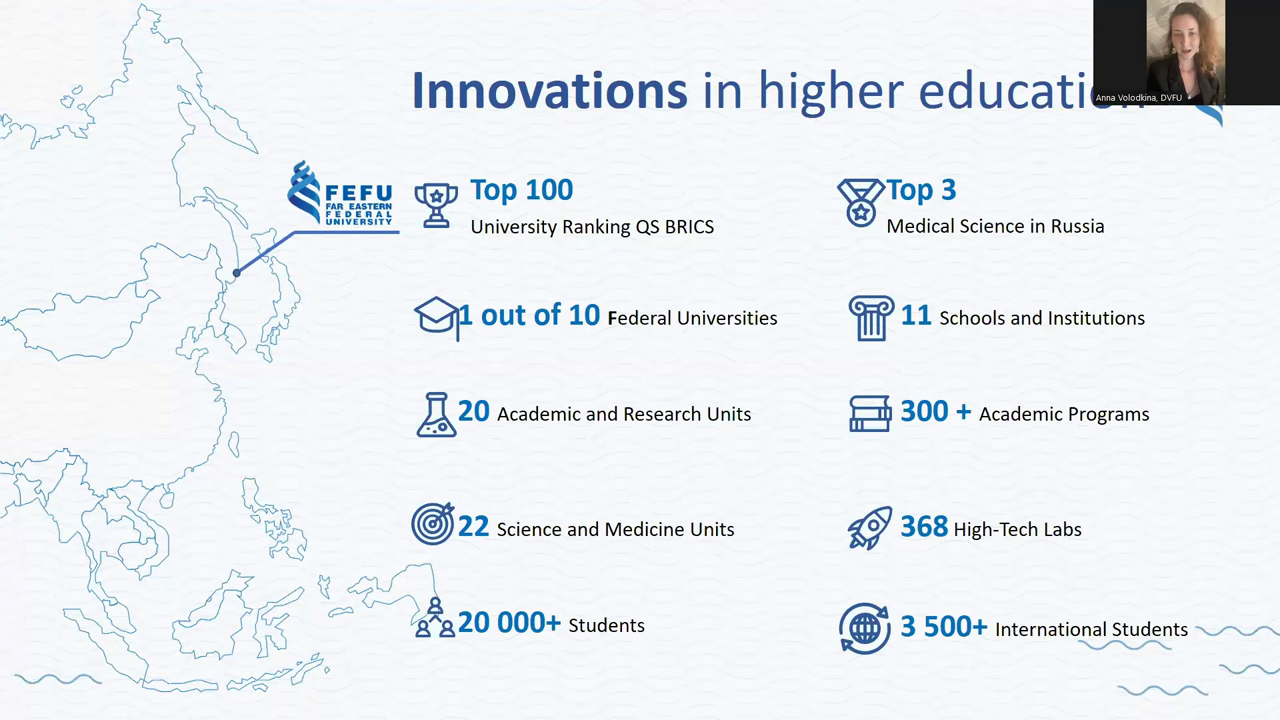 Innovations in higher educati
Anna Volodkina, DVFU
FEFU
FAR EASTERN
FEDERAL
UNIVERSITY
Top 100
University Ranking QS BRICS
Top 3
Medical Science in Russia
1 out of 10 Federal Universities
11 Schools and Institutions
20 Academic and Research Units
300 + Academic Programs
22 Science and Medicine Units
368 High-Tech Labs
20 000+ Students
3 500+ International Students